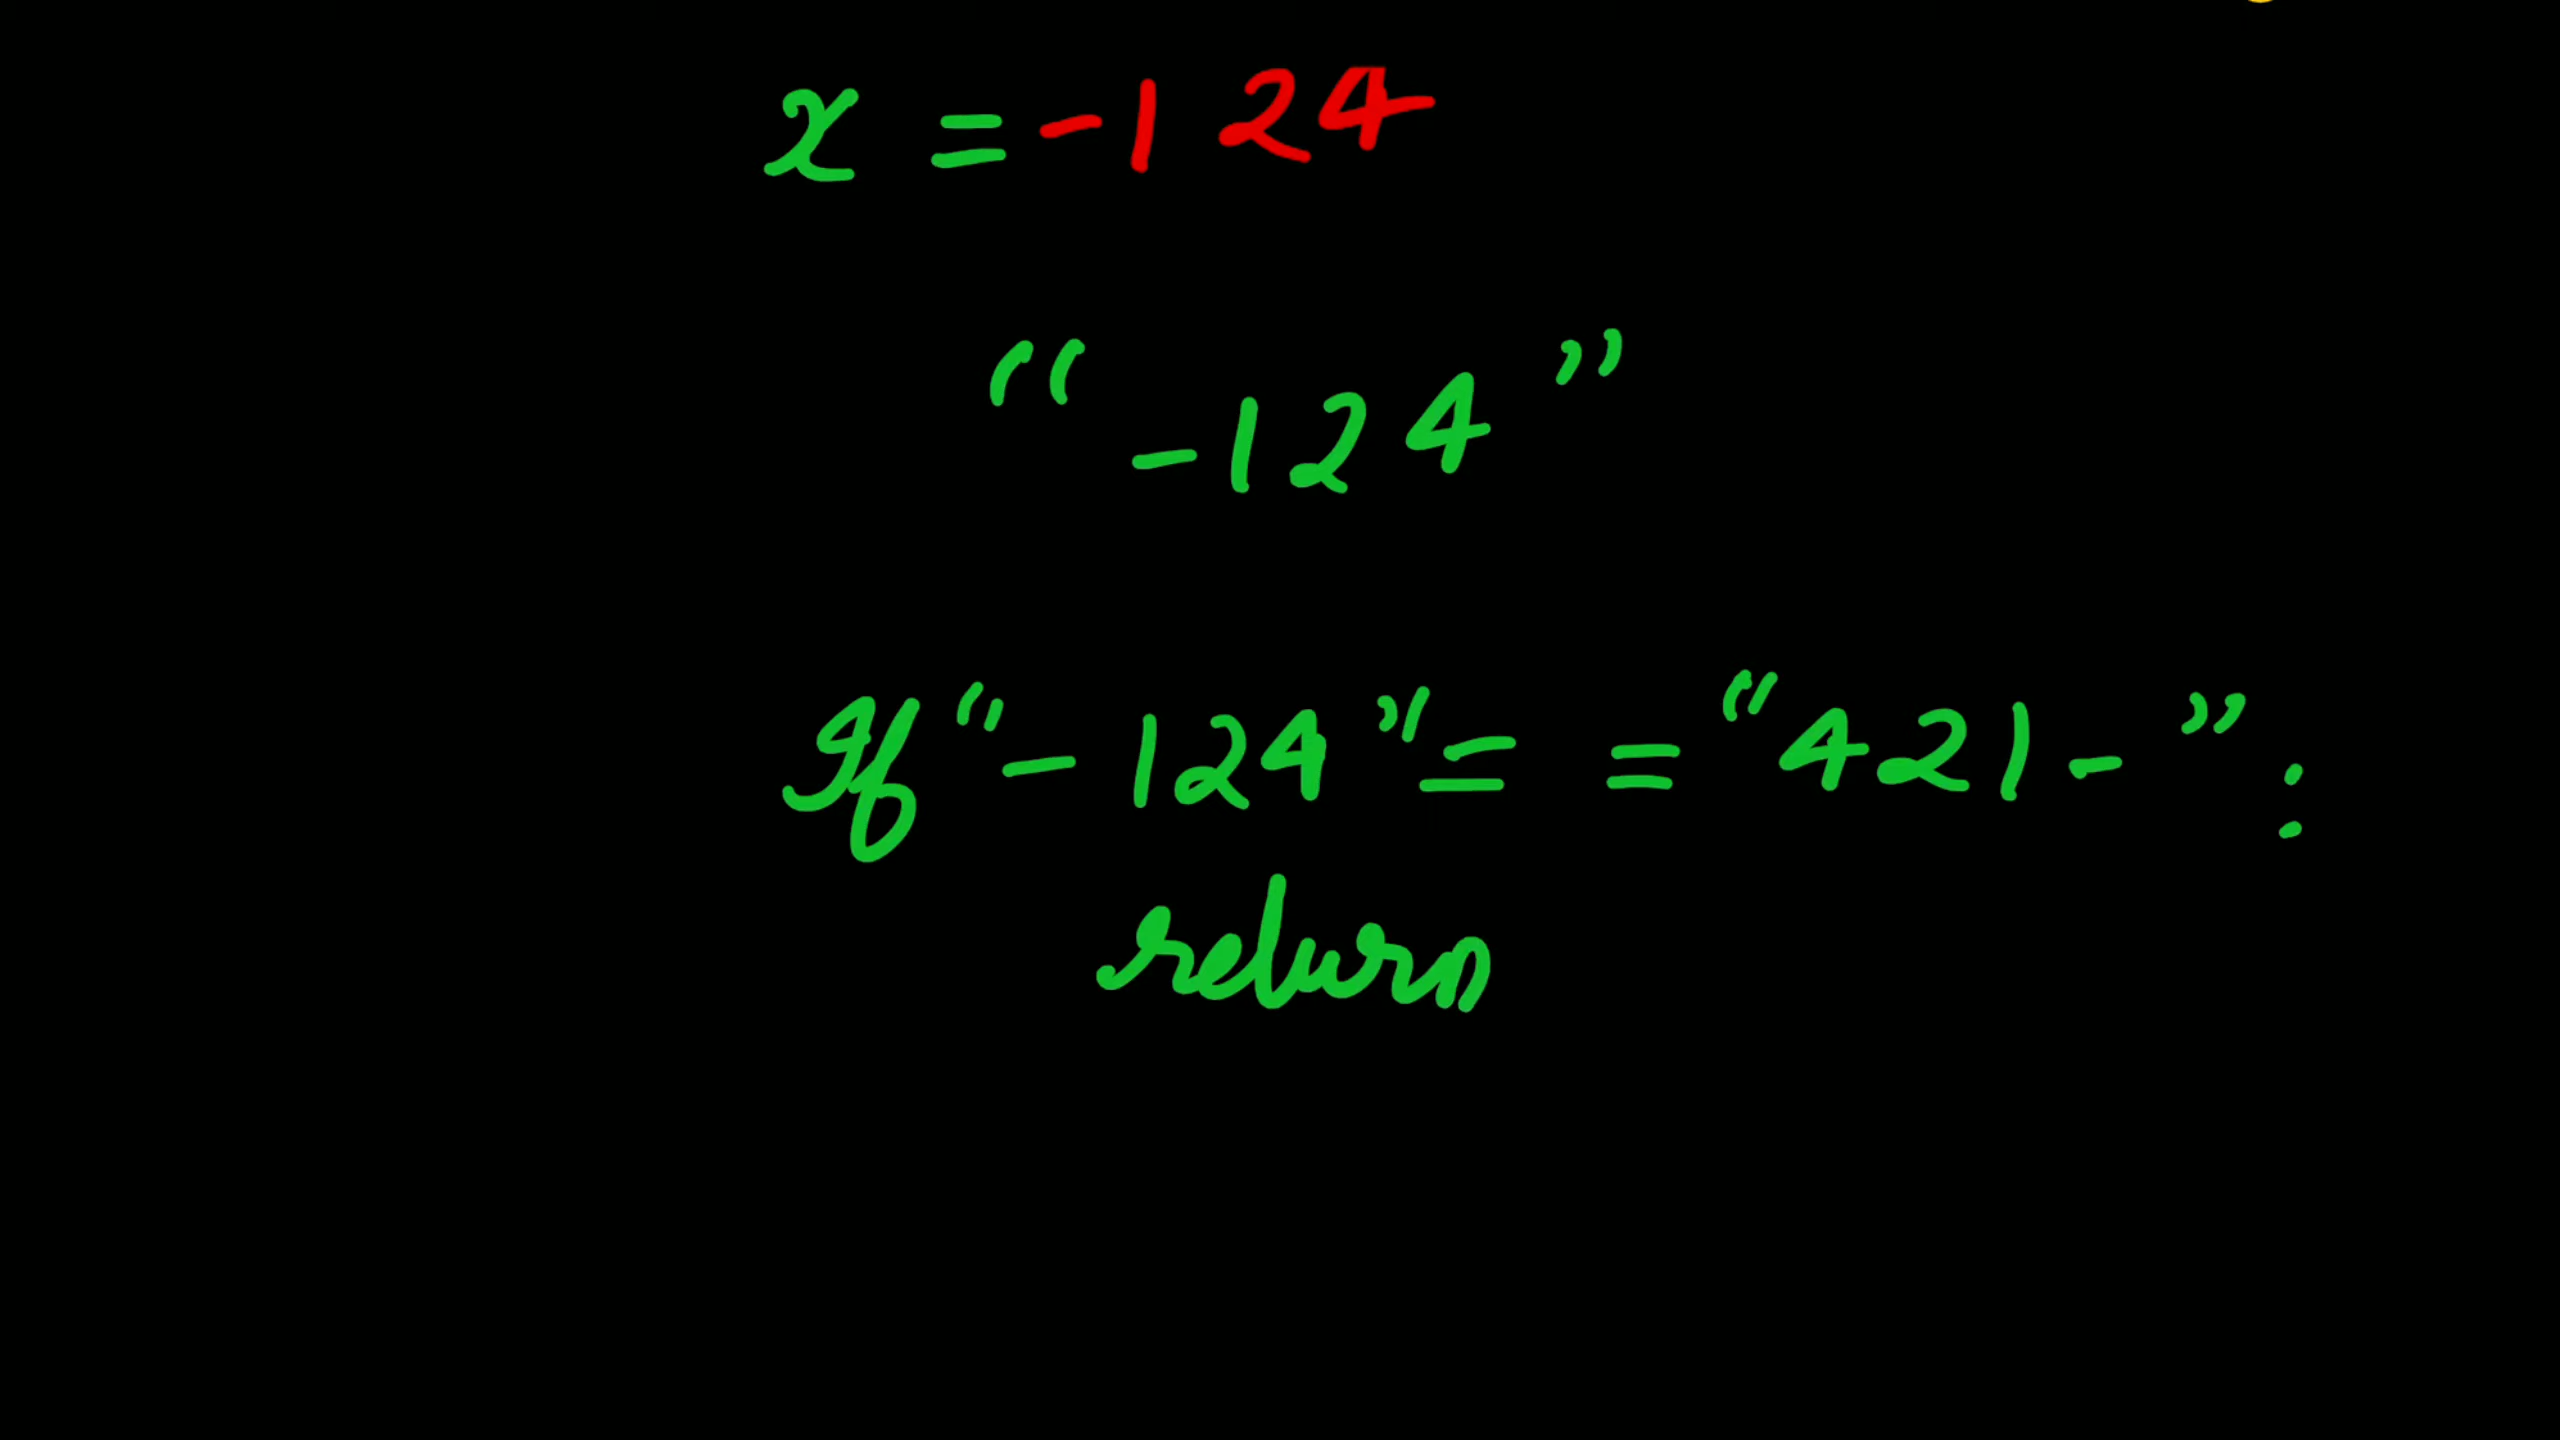 x = -124
“ -124 ”
If “-124” = = “421-” :
return